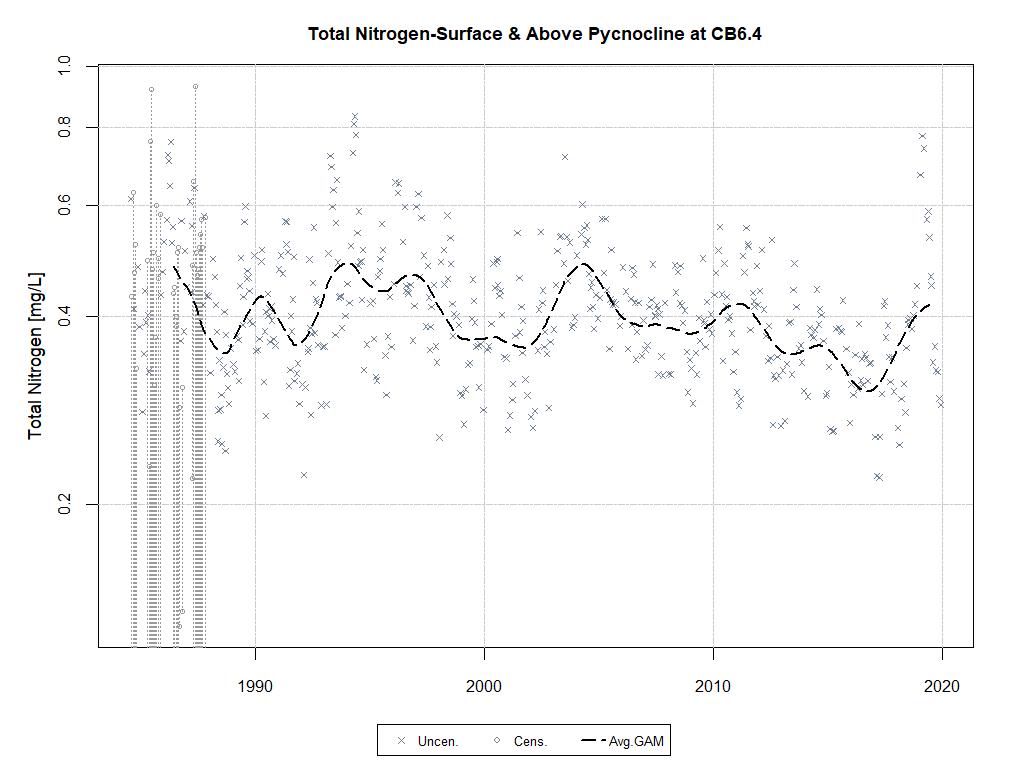 Total Nitrogen-Surface & Above Pycnocline at CB6.4
Total Nitrogen [mg/L]
1.0
0.8
0.6
0.4
0.2
1990
2000
2010
2020
Uncen.
Cens.
Avg.GAM